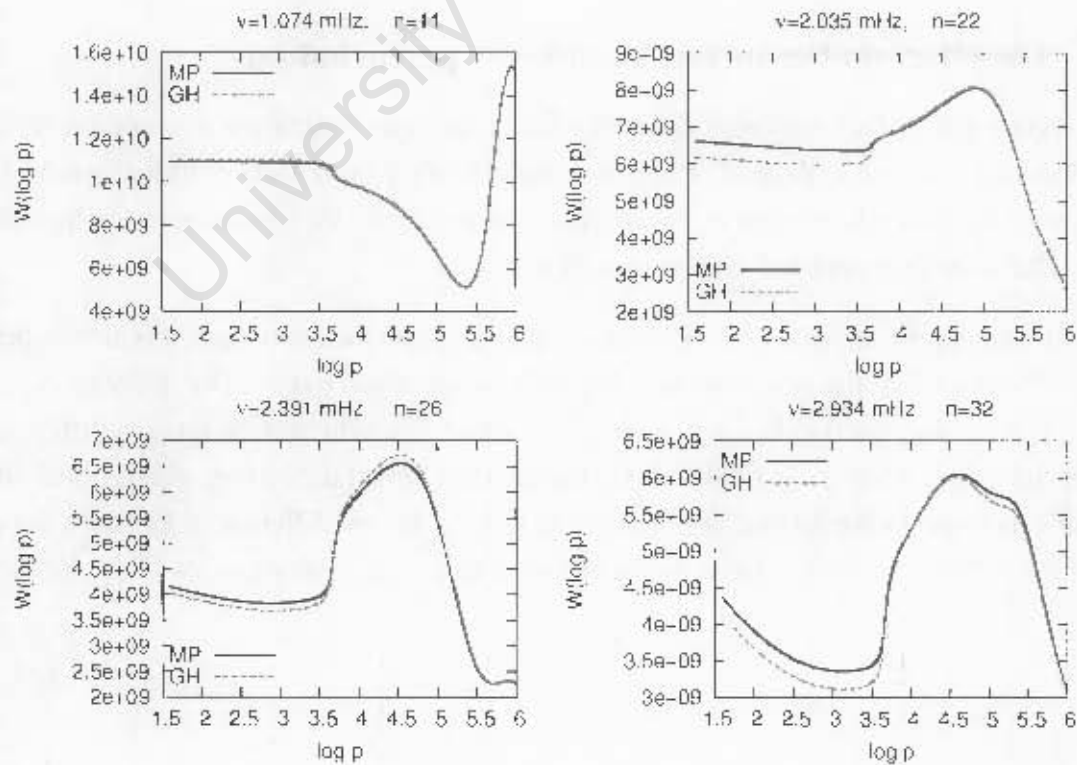 University
ν=1.074 mHz. n=11
1.6e+10
1.4e+10
1.2e+10
1e+10
8e+09
6e+09
4e+09
W(log p)
MP
GH
1.5 2 2.5 3 3.5 4 4.5 5 5.5 6
log p
ν=2.035 mHz, n=22
9e+09
8e+09
7e+09
6e+09
5e+09
4e+09
3e+09
2e+09
W(log p)
MP
GH
1.5 2 2.5 3 3.5 4 4.5 5 5.5 6
log p
ν=2.391 mHz n=26
7e+09
6.5e+09
6e+09
5.5e+09
5e+09
4.5e+09
4e+09
3.5e+09
3e+09
2.5e+09
2e+09
W(log p)
MP
GH
1.5 2 2.5 3 3.5 4 4.5 5 5.5 6
log p
ν=2.934 mHz n=32
6.5e+09
6e+09
5.5e+09
5e+09
4.5e+09
4e+09
3.5e+09
3e+09
W(log p)
MP
GH
1.5 2 2.5 3 3.5 4 4.5 5 5.5 6
log p